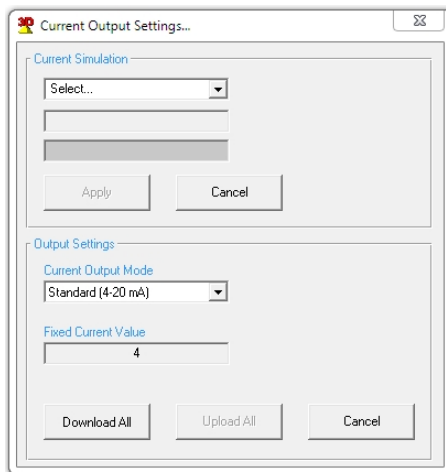 3D Current Output Settings...
Current Simulation
Select...
Apply Cancel
Output Settings
Current Output Mode
Standard (4-20 mA)
Fixed Current Value
4
Download All Upload All Cancel